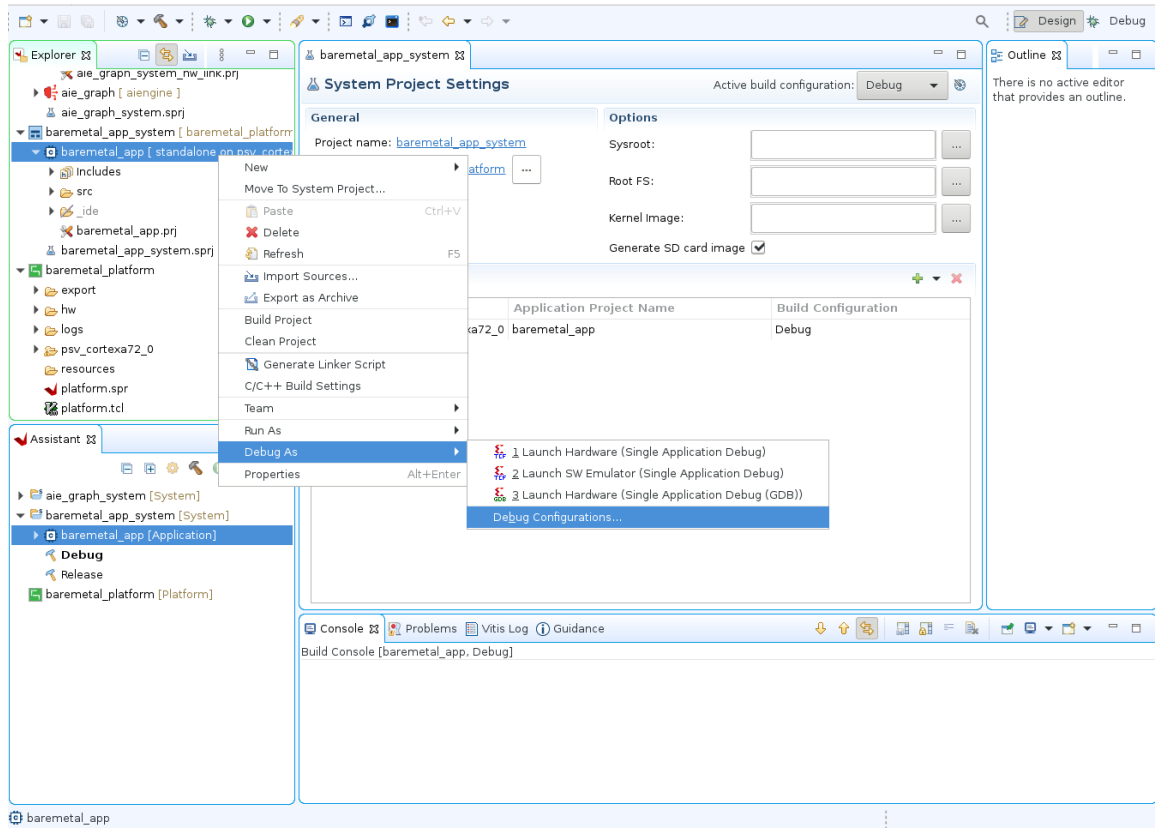 Design
Debug
Explorer
aie_graph_system_hw_link.prj
aie_graph [ aiengine ]
aie_graph_system.sprj
baremetal_app_system [ baremetal_platform
baremetal_app [ standalone on psv_cortex
Includes
src
_ide
baremetal_app.prj
baremetal_app_system.sprj
baremetal_platform
export
hw
logs
psv_cortexa72_0
resources
platform.spr
platform.tcl
New
Move To System Project...
Paste Ctrl+V
Delete
Refresh F5
Import Sources...
Export as Archive
Build Project
Clean Project
Generate Linker Script
C/C++ Build Settings
Team
Run As
Debug As
Properties Alt+Enter
1 Launch Hardware (Single Application Debug)
2 Launch SW Emulator (Single Application Debug)
3 Launch Hardware (Single Application Debug (GDB))
Debug Configurations...
baremetal_app_system
System Project Settings
Active build configuration: Debug
General
Project name: baremetal_app_system
atform ...
Options
Sysroot: ...
Root FS: ...
Kernel Image: ...
Generate SD card image
Application Project Name Build Configuration
a72_0 baremetal_app Debug
Outline
There is no active editor
that provides an outline.
Assistant
aie_graph_system [System]
baremetal_app_system [System]
baremetal_app [Application]
Debug
Release
baremetal_platform [Platform]
Console Problems Vitis Log Guidance
Build Console [baremetal_app, Debug]
baremetal_app